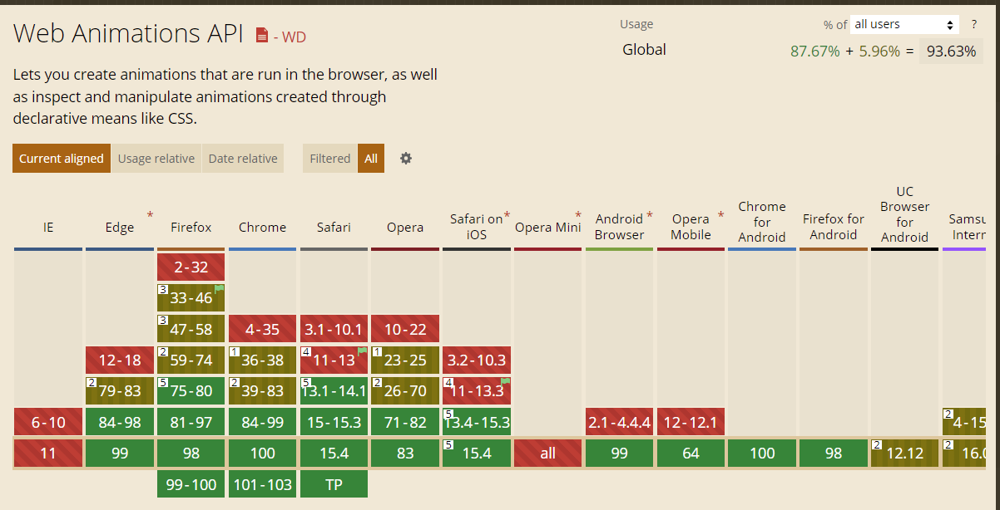 Web Animations API - WD
Usage % of all users ?
Global 87.67% + 5.96% = 93.63%
Lets you create animations that are run in the browser, as well
as inspect and manipulate animations created through
declarative means like CSS.
Current aligned Usage relative Date relative Filtered All
IE
Edge *
Firefox
Chrome
Safari
Opera
Safari on *
iOS
Opera Mini *
Android *
Browser
Opera *
Mobile
Chrome
for
Android
Firefox for
Android
UC
Browser
for
Android
Samsu
Intern
2-32
3 33-46
3 47-58 4-35 3.1-10.1 10-22
12-18 2 59-74 1 36-38 4 11-13 1 23-25 3.2-10.3
2 79-83 5 75-80 2 39-83 5 13.1-14.1 2 26-70 4 11-13.3
6-10 84-98 81-97 84-99 15-15.3 71-82 5 13.4-15.3 2.1-4.4.4 12-12.1 2 4-15
11 99 98 100 15.4 83 5 15.4 all 99 64 100 98 2 12.12 2 16.0
99-100 101-103 TP